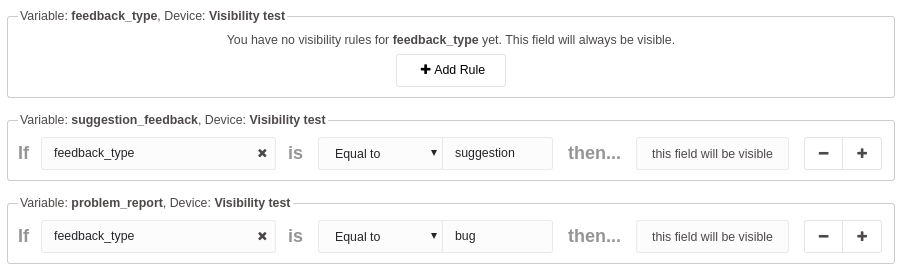 Variable: feedback_type, Device: Visibility test
You have no visibility rules for feedback_type yet. This field will always be visible.
+ Add Rule
Variable: suggestion_feedback, Device: Visibility test
If feedback_type ✖ is Equal to ▾ suggestion then... this field will be visible − +
Variable: problem_report, Device: Visibility test
If feedback_type ✖ is Equal to ▾ bug then... this field will be visible − +